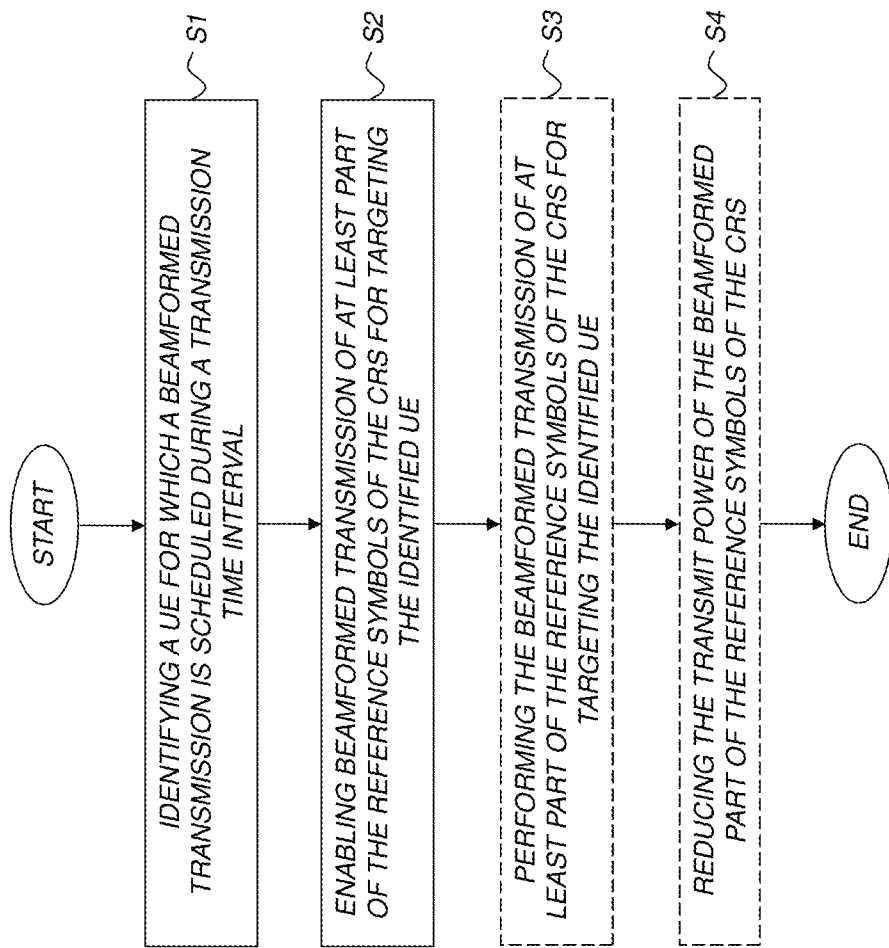 START
IDENTIFYING A UE FOR WHICH A BEAMFORMED
TRANSMISSION IS SCHEDULED DURING A TRANSMISSION
TIME INTERVAL
S1
ENABLING BEAMFORMED TRANSMISSION OF AT LEAST PART
OF THE REFERENCE SYMBOLS OF THE CRS FOR TARGETING
THE IDENTIFIED UE
S2
PERFORMING THE BEAMFORMED TRANSMISSION OF AT
LEAST PART OF THE REFERENCE SYMBOLS OF THE CRS FOR
TARGETING THE IDENTIFIED UE
S3
REDUCING THE TRANSMIT POWER OF THE BEAMFORMED
PART OF THE REFERENCE SYMBOLS OF THE CRS
S4
END